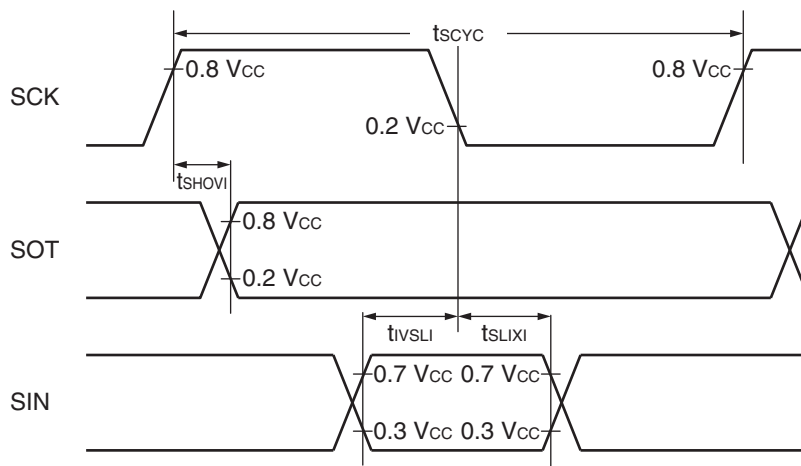 tSCYC
SCK
0.8 VCC
0.8 VCC
0.2 VCC
tSHOVI
SOT
0.8 VCC
0.2 VCC
tIVSLI
tSLIXI
SIN
0.7 VCC
0.7 VCC
0.3 VCC
0.3 VCC